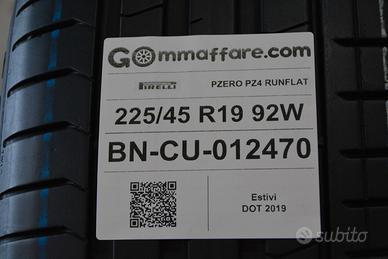 Gommaffare.com
PIRELLI
PZERO PZ4 RUNFLAT
225/45 R19 92W
BN-CU-012470
Estivi
DOT 2019
subito